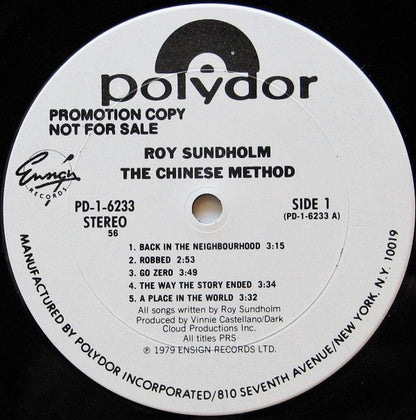 polydor
PROMOTION COPY
NOT FOR SALE
ROY SUNDHOLM
THE CHINESE METHOD
Ensign
RECORDS
PD-1-6233
STEREO
56
SIDE 1
(PD-1-6233 A)
1. BACK IN THE NEIGHBOURHOOD 3:15
2. ROBBED 2:53
3. GO ZERO 3:49
4. THE WAY THE STORY ENDED 3:34
5. A PLACE IN THE WORLD 3:32
All songs written by Roy Sundholm
Produced by Vinnie Castellano/Dark
Cloud Productions Inc.
All titles PRS
℗ 1979 ENSIGN RECORDS LTD.
MANUFACTURED BY POLYDOR INCORPORATED/810 SEVENTH AVENUE/NEW YORK. N.Y. 10019